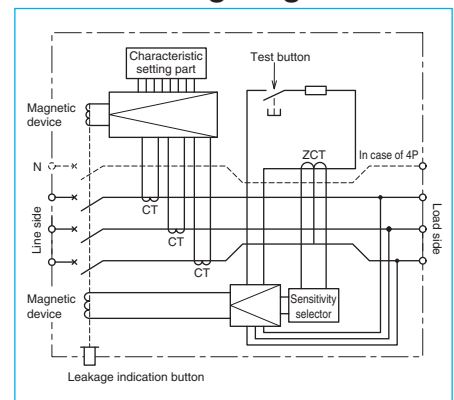 Characteristic
setting part
Test button
Magnetic
device
N
ZCT
In case of 4P
CT
CT
CT
Line side
Load side
Magnetic
device
Sensitivity
selector
Leakage indication button